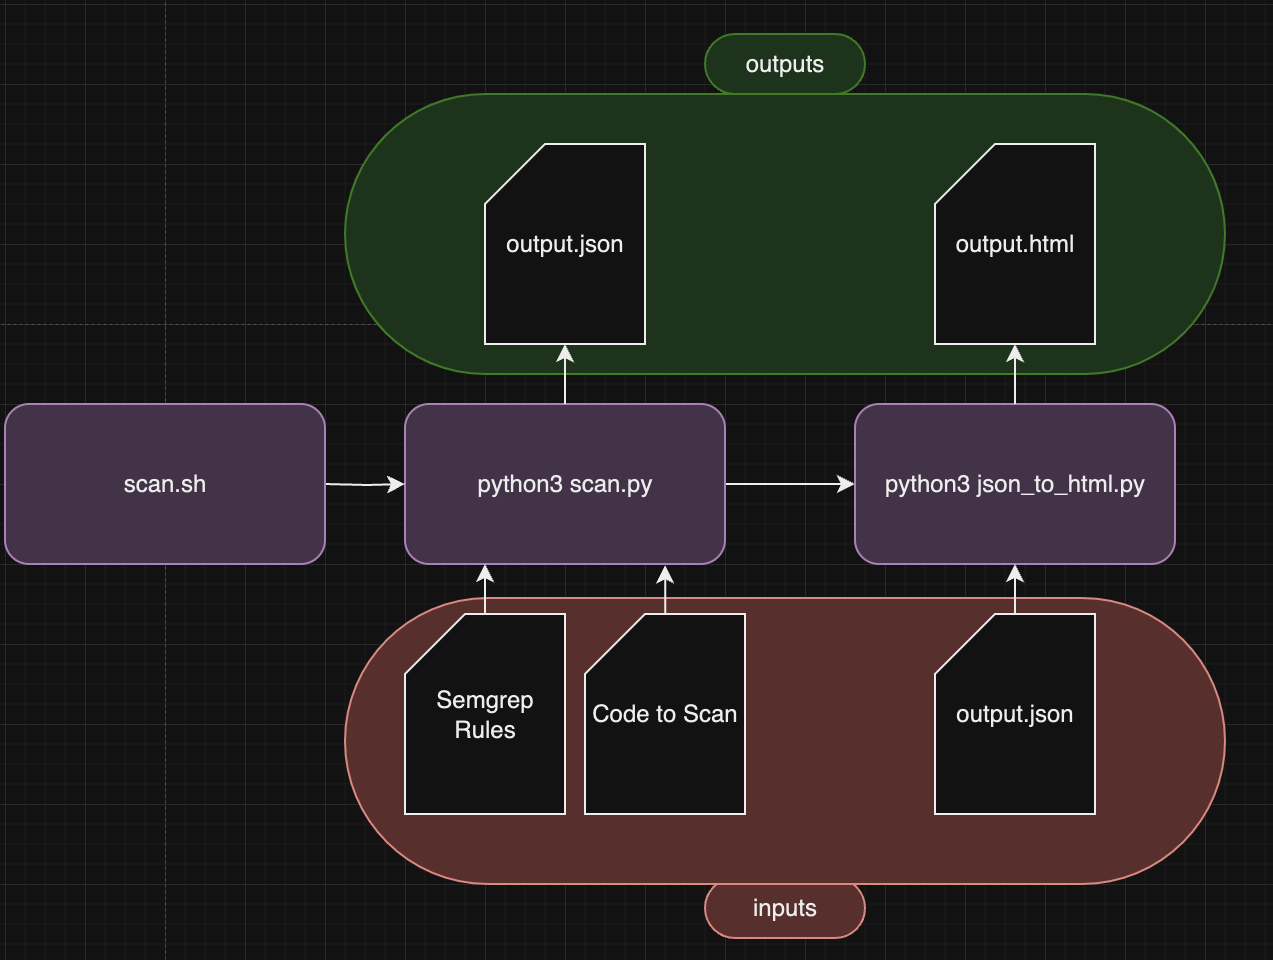 outputs
output.json
output.html
scan.sh
python3 scan.py
python3 json_to_html.py
Semgrep
Rules
Code to Scan
output.json
inputs